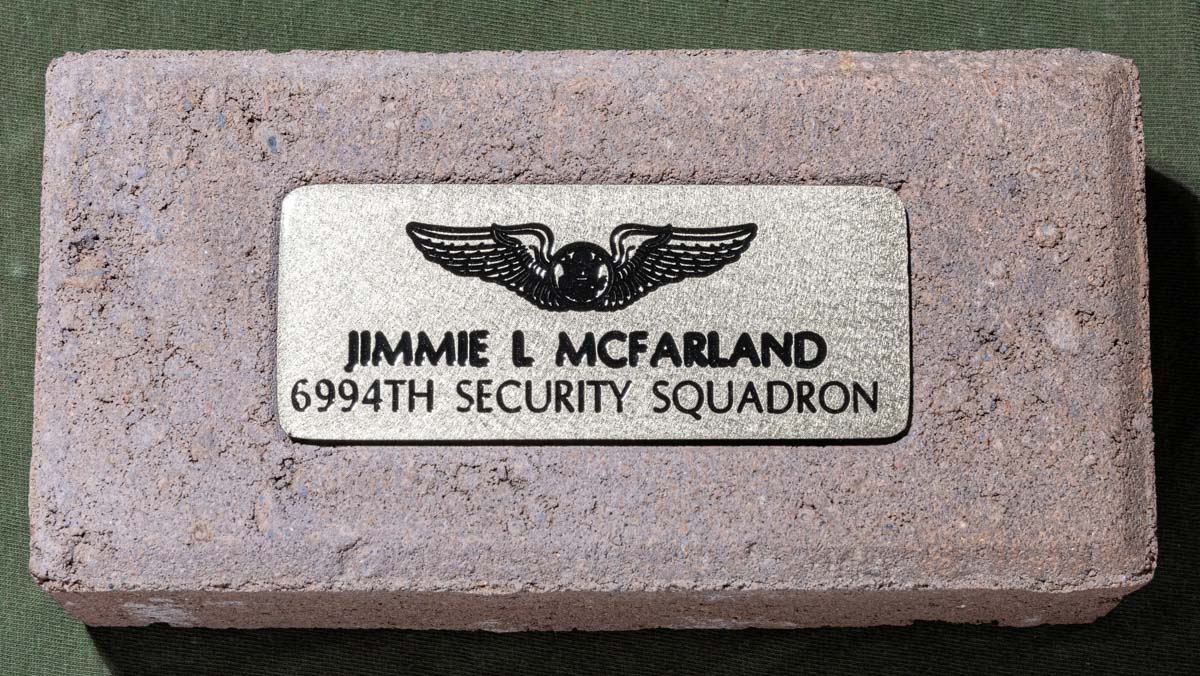 JIMMIE L MCFARLAND
6994TH SECURITY SQUADRON